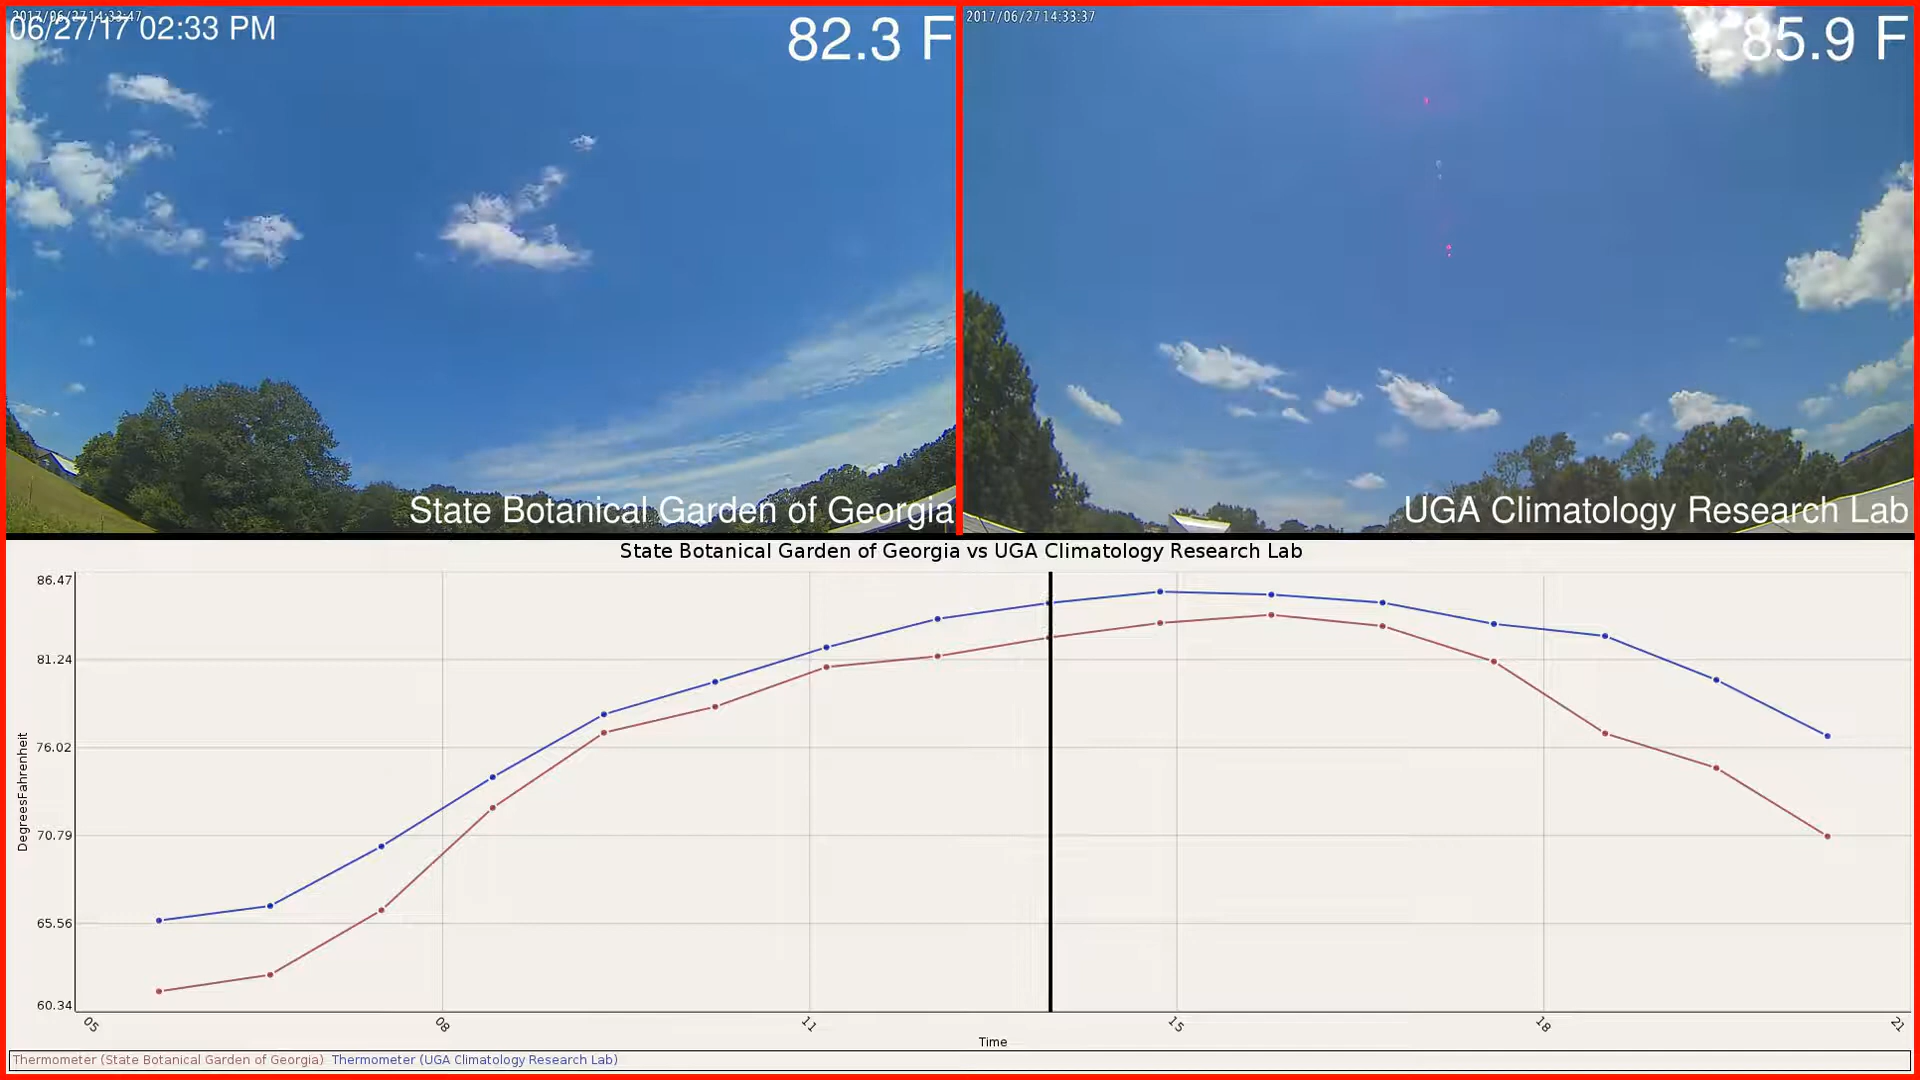 2017/06/27 14:33:47
06/27/17 02:33 PM
82.3 F
State Botanical Garden of Georgia
2017/06/27 14:33:37
85.9 F
UGA Climatology Research Lab
State Botanical Garden of Georgia vs UGA Climatology Research Lab
86.47
81.24
76.02
70.79
65.56
60.34
DegreesFahrenheit
05 08 11 15 18 21
Time
Thermometer (State Botanical Garden of Georgia) Thermometer (UGA Climatology Research Lab)